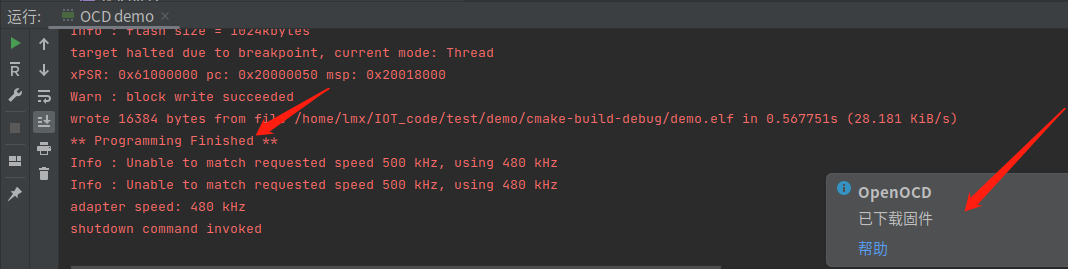 运行: OCD demo
Info : flash size = 1024kbytes
target halted due to breakpoint, current mode: Thread
xPSR: 0x61000000 pc: 0x20000050 msp: 0x20018000
Warn : block write succeeded
wrote 16384 bytes from file /home/lmx/IOT_code/test/demo/cmake-build-debug/demo.elf in 0.567751s (28.181 KiB/s)
** Programming Finished **
Info : Unable to match requested speed 500 kHz, using 480 kHz
Info : Unable to match requested speed 500 kHz, using 480 kHz
adapter speed: 480 kHz
shutdown command invoked
OpenOCD
已下载固件
帮助